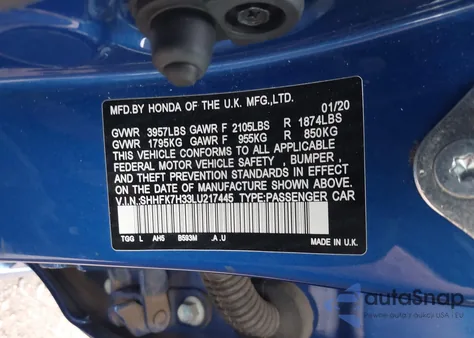 MFD.BY HONDA OF THE U.K. MFG.,LTD.
01/20
GVWR 3957LBS GAWR F 2105LBS R 1874LBS
GVWR 1795KG GAWR F 955KG R 850KG
THIS VEHICLE CONFORMS TO ALL APPLICABLE
FEDERAL MOTOR VEHICLE SAFETY , BUMPER ,
AND THEFT PREVENTION STANDARDS IN EFFECT
ON THE DATE OF MANUFACTURE SHOWN ABOVE.
V.I.N.:SHHFK7H33LU217445 TYPE:PASSENGER CAR
TGG L AH5 B593M .A.U MADE IN U.K.
autoSnap